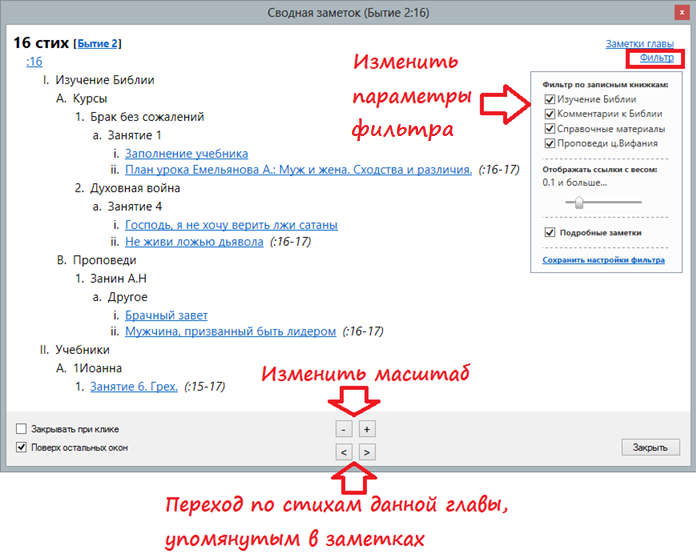 Сводная заметок (Бытие 2:16)
x
16 стих [Бытие 2]
Заметки главы
:16
Фильтр
I. Изучение Библии
A. Курсы
1. Брак без сожалений
a. Занятие 1
i. Заполнение учебника
ii. План урока Емельянова А.: Муж и жена. Сходства и различия. (:16-17)
2. Духовная война
a. Занятие 4
i. Господь, я не хочу верить лжи сатаны
ii. Не живи ложью дьявола (:16-17)
B. Проповеди
1. Занин А.Н
a. Другое
i. Брачный завет
ii. Мужчина, призванный быть лидером (:16-17)
II. Учебники
A. 1Иоанна
1. Занятие 6. Грех. (:15-17)
Изменить
параметры
фильтра
Фильтр по записным книжкам:
Изучение Библии
Комментарии к Библии
Справочные материалы
Проповеди ц.Вифания
Отображать ссылки с весом:
0.1 и больше...
Подробные заметки
Сохранить настройки фильтра
Изменить масштаб
Закрывать при клике
- +
Поверх остальных окон
< >
Закрыть
Переход по стихам данной главы,
упомянутым в заметках